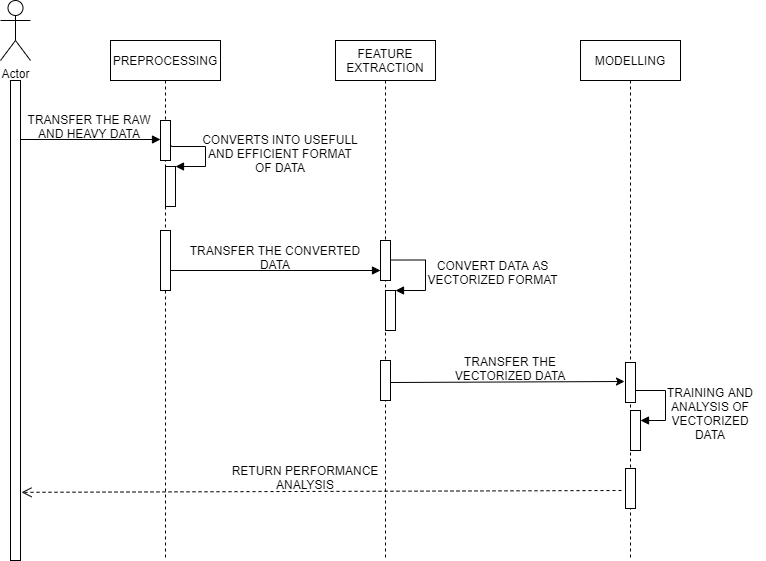 PREPROCESSING
FEATURE
EXTRACTION
MODELLING
Actor
TRANSFER THE RAW
AND HEAVY DATA
CONVERTS INTO USEFULL
AND EFFICIENT FORMAT
OF DATA
TRANSFER THE CONVERTED
DATA
CONVERT DATA AS
VECTORIZED FORMAT
TRANSFER THE
VECTORIZED DATA
TRAINING AND
ANALYSIS OF
VECTORIZED
DATA
RETURN PERFORMANCE
ANALYSIS